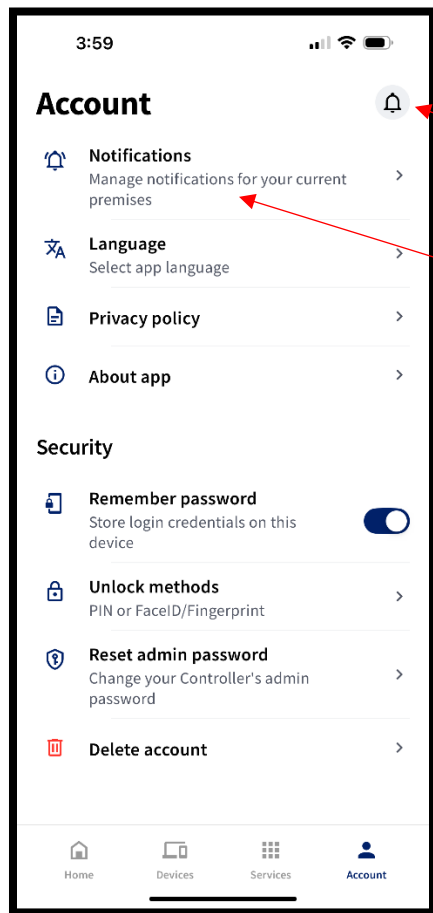 3:59
Account
Notifications
Manage notifications for your current
premises
Language
Select app language
Privacy policy
About app
Security
Remember password
Store login credentials on this
device
Unlock methods
PIN or FaceID/Fingerprint
Reset admin password
Change your Controller's admin
password
Delete account
Home Devices Services Account